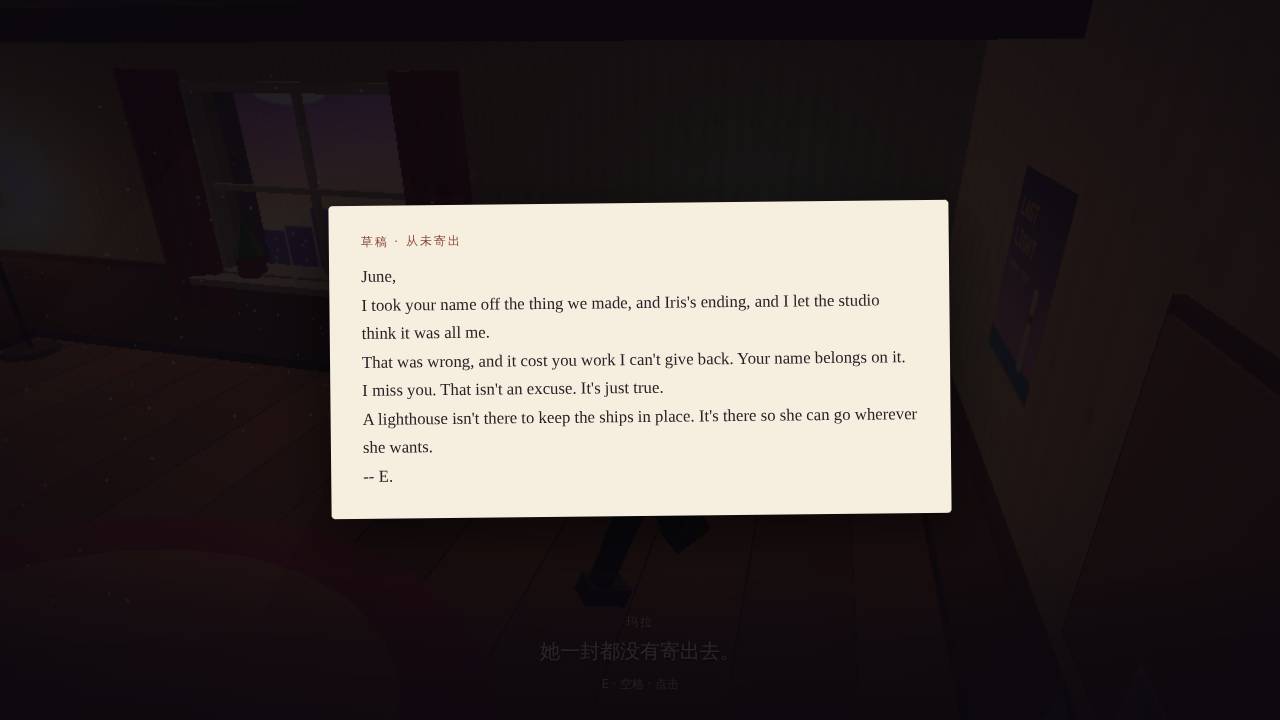 草稿 · 从未寄出
June,
I took your name off the thing we made, and Iris's ending, and I let the studio
think it was all me.
That was wrong, and it cost you work I can't give back. Your name belongs on it.
I miss you. That isn't an excuse. It's just true.
A lighthouse isn't there to keep the ships in place. It's there so she can go wherever
she wants.
-- E.
玛拉
她一封都没有寄出去。
E · 空格 · 点击